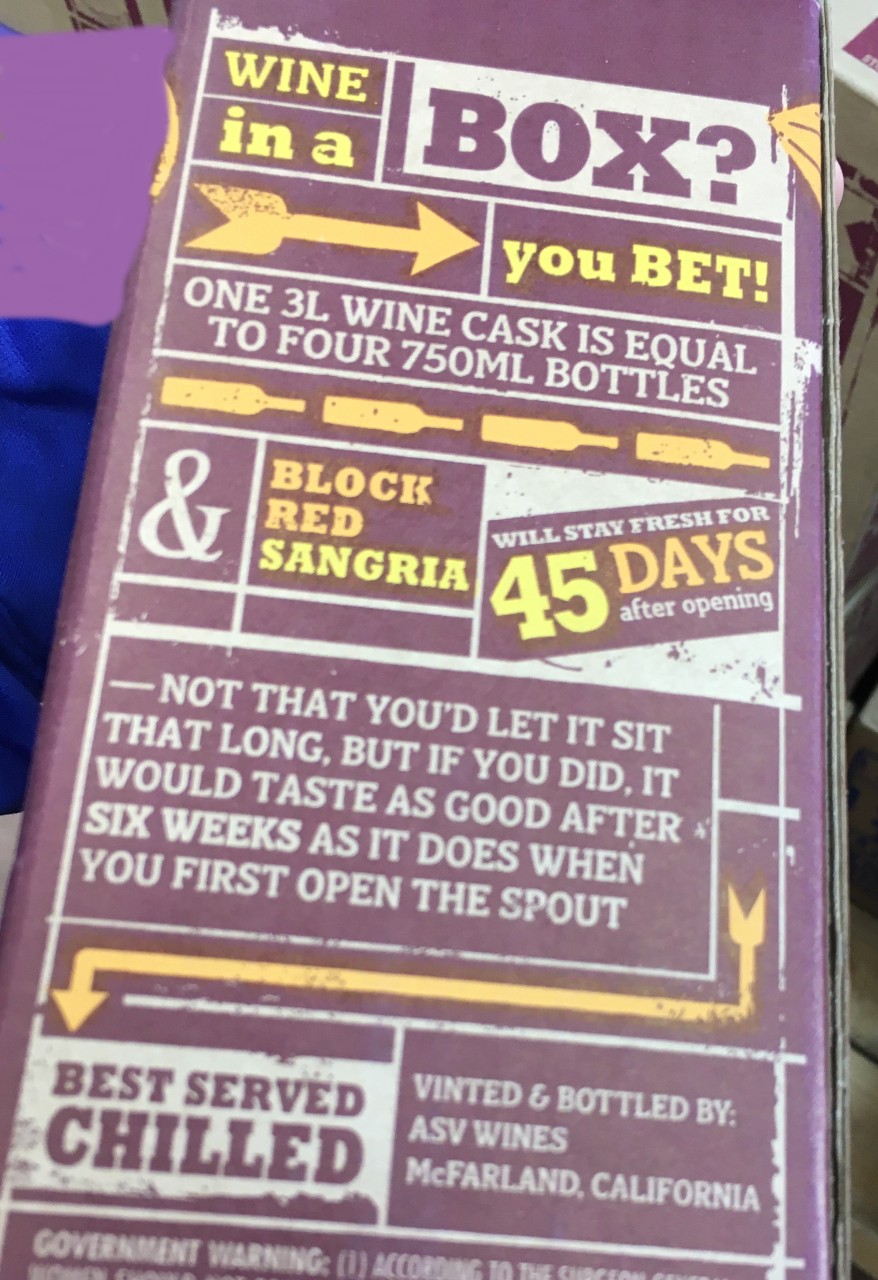 WINE
in a
BOX?
you BET!
ONE 3L WINE CASK IS EQUAL
TO FOUR 750ML BOTTLES
&
BLOCK
RED
SANGRIA
WILL STAY FRESH FOR
45 DAYS
after opening
—NOT THAT YOU'D LET IT SIT
THAT LONG, BUT IF YOU DID, IT
WOULD TASTE AS GOOD AFTER
SIX WEEKS AS IT DOES WHEN
YOU FIRST OPEN THE SPOUT
BEST SERVED
CHILLED
VINTED & BOTTLED BY:
ASV WINES
McFARLAND, CALIFORNIA
GOVERNMENT WARNING: (1) ACCORDING TO THE SURGEON
WOMEN SHOULD NOT